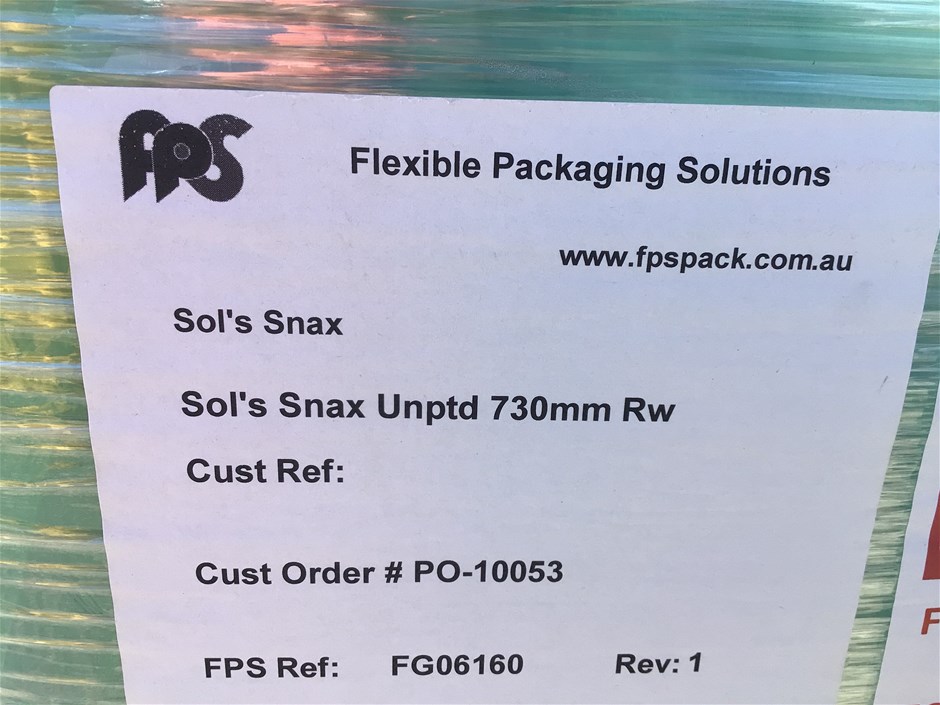 FPS
Flexible Packaging Solutions
www.fpspack.com.au
Sol's Snax
Sol's Snax Unptd 730mm Rw
Cust Ref:
Cust Order # PO-10053
FPS Ref: FG06160 Rev: 1